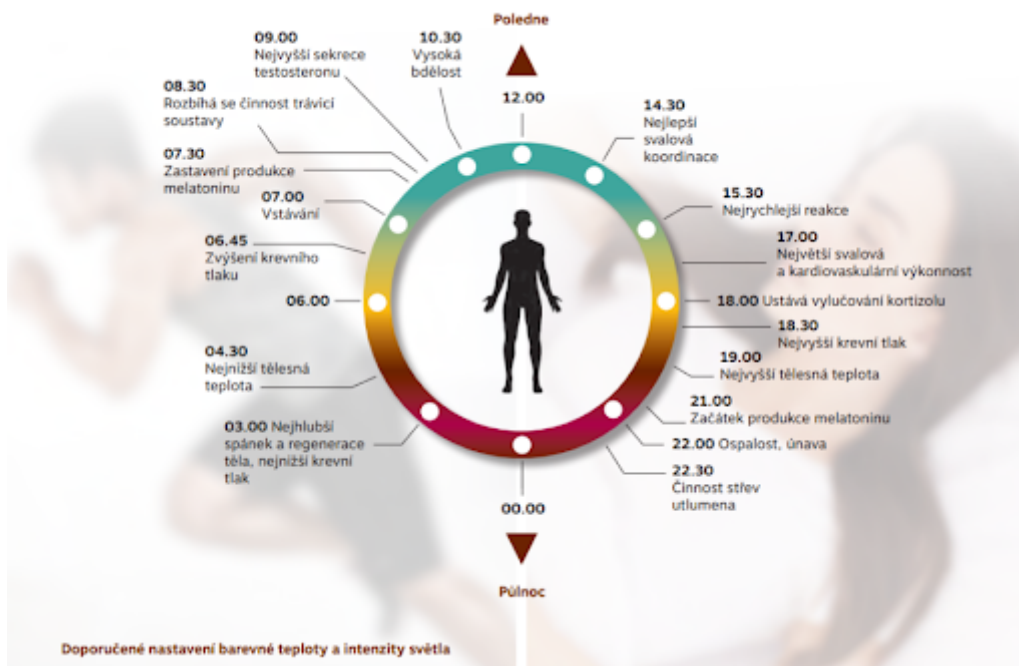 Poledne
12.00
09.00
Nejvyšší sekrece
testosteronu
10.30
Vysoká
bdělost
08.30
Rozbíhá se činnost trávicí
soustavy
07.30
Zastavení produkce
melatoninu
07.00
Vstávání
06.45
Zvýšení krevního
tlaku
06.00
04.30
Nejnižší tělesná
teplota
03.00 Nejhlubší
spánek a regenerace
těla, nejnižší krevní
tlak
14.30
Nejlepší
svalová
koordinace
15.30
Nejrychlejší reakce
17.00
Největší svalová
a kardiovaskulární výkonnost
18.00 Ustává vylučování kortizolu
18.30
Nejvyšší krevní tlak
19.00
Nejvyšší tělesná teplota
21.00
Začátek produkce melatoninu
22.00 Ospalost, únava
22.30
Činnost střev
utlumena
00.00
Půlnoc
Doporučené nastavení barevné teploty a intenzity světla